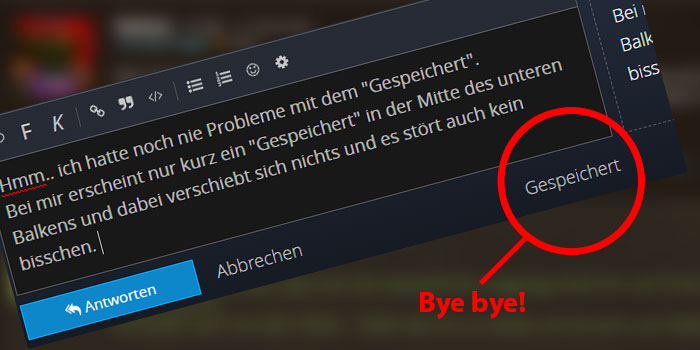 F K
Hmm.. ich hatte noch nie Probleme mit dem "Gespeichert".
Bei mir erscheint nur kurz ein "Gespeichert" in der Mitte des unteren
Balkens und dabei verschiebt sich nichts und es stört auch kein
bisschen.
Antworten
Abbrechen
Gespeichert
Bei
Balk
biss
Bye bye!